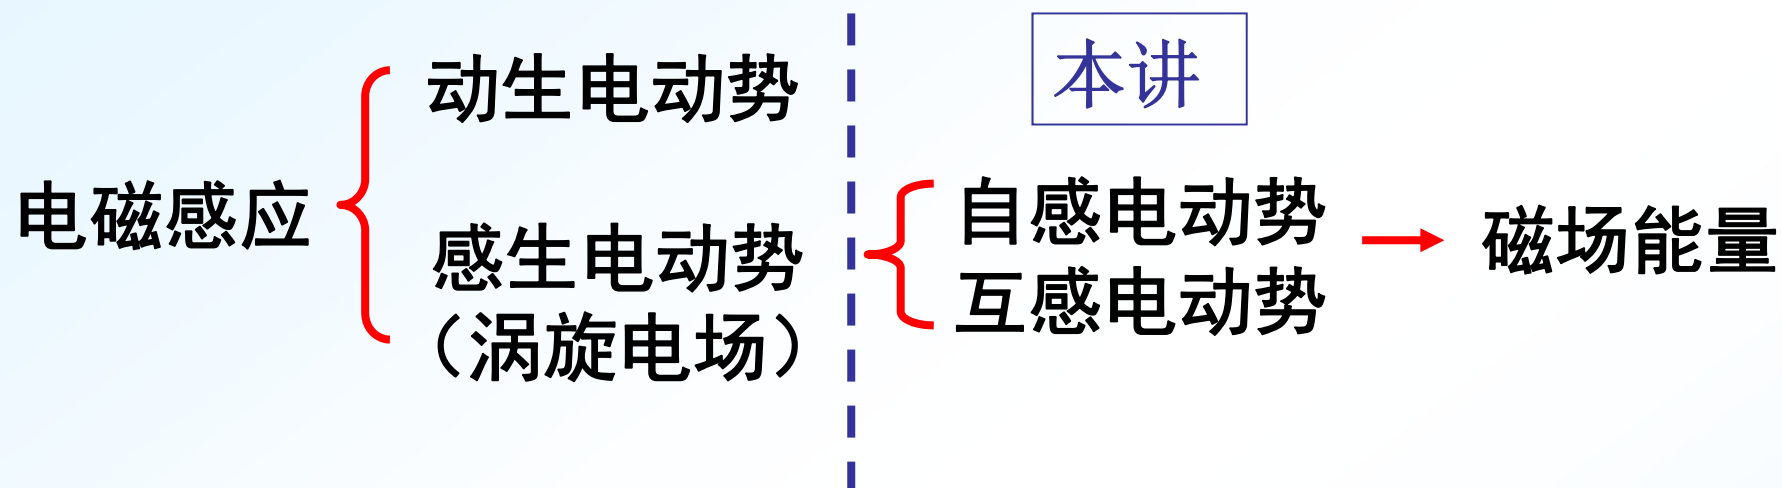 电磁感应
动生电动势
感生电动势
（涡旋电场）
本讲
自感电动势
互感电动势
磁场能量